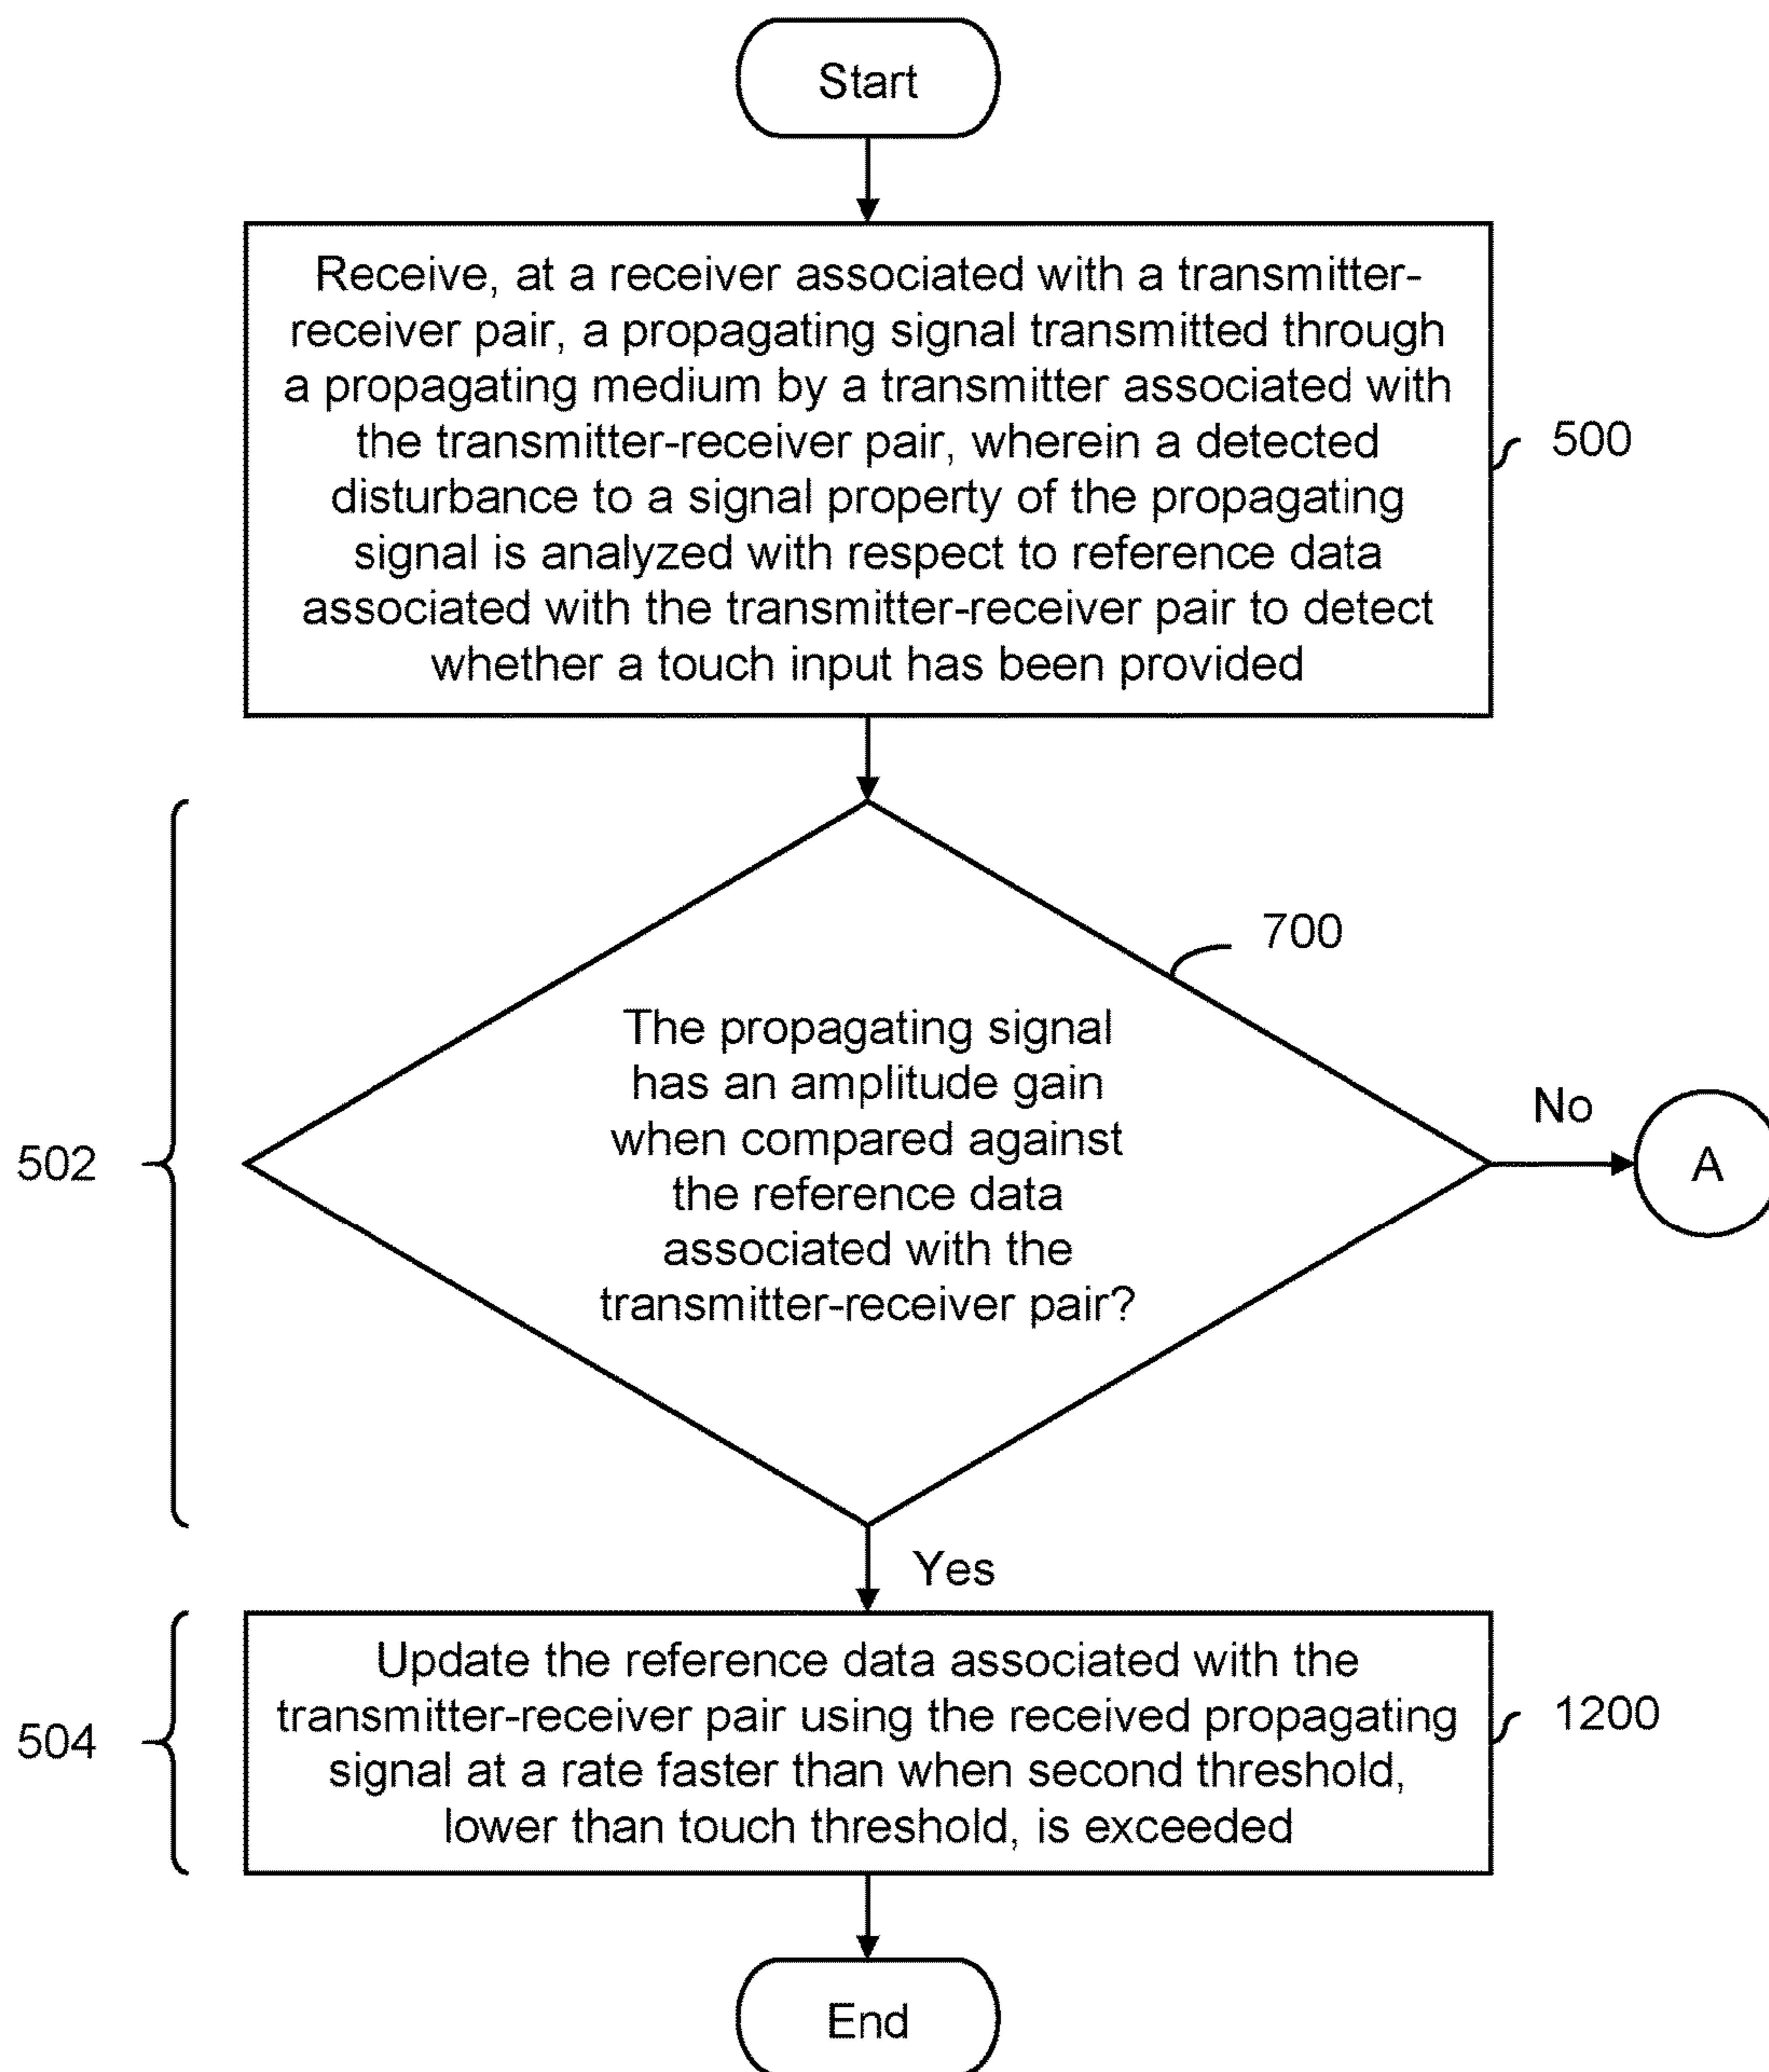 Start
Receive, at a receiver associated with a transmitter-
receiver pair, a propagating signal transmitted through
a propagating medium by a transmitter associated with
the transmitter-receiver pair, wherein a detected
disturbance to a signal property of the propagating
signal is analyzed with respect to reference data
associated with the transmitter-receiver pair to detect
whether a touch input has been provided
500
700
The propagating signal
has an amplitude gain
when compared against
the reference data
associated with the
transmitter-receiver pair?
502
No
A
Yes
Update the reference data associated with the
transmitter-receiver pair using the received propagating
signal at a rate faster than when second threshold,
lower than touch threshold, is exceeded
504
1200
End